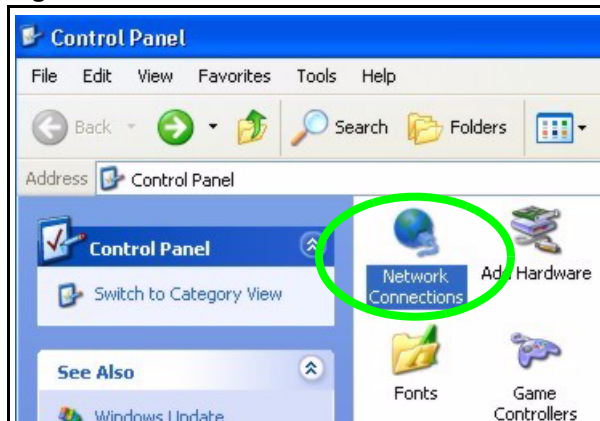 Control Panel
File Edit View Favorites Tools Help
Back Search Folders
Address Control Panel
Control Panel
Switch to Category View
See Also
Windows Update
Network Connections
Add Hardware
Fonts
Game Controllers